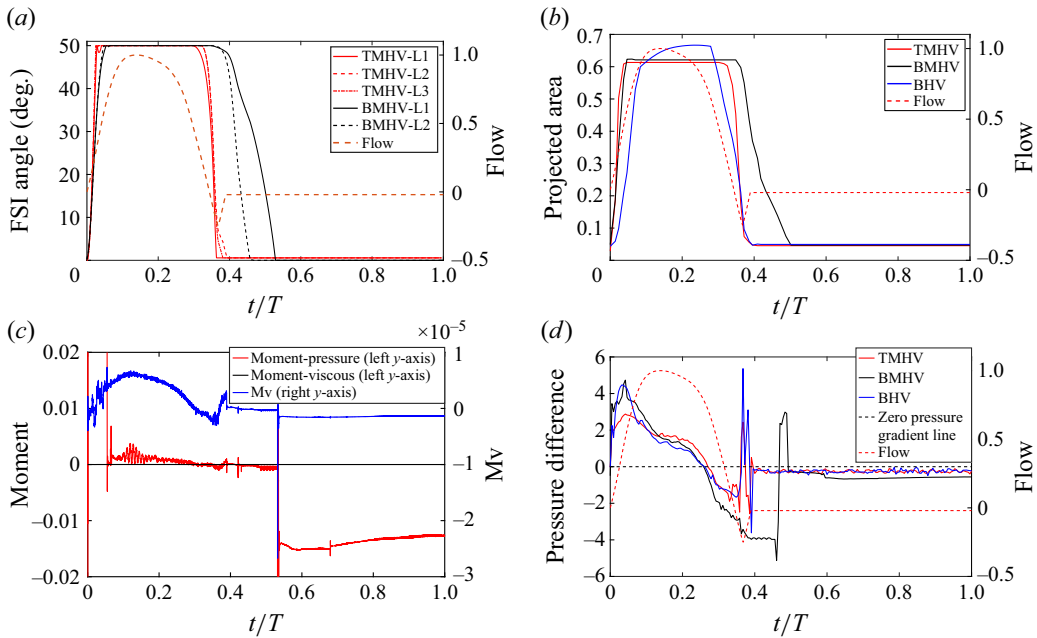 (a)
50
40
30
20
10
0
0.2
0.4
0.6
0.8
1.0
1.0
0.5
0
−0.5
FSI angle (deg.)
Flow
t/T
TMHV-L1
TMHV-L2
TMHV-L3
BMHV-L1
BMHV-L2
Flow
(b)
0.7
0.6
0.5
0.4
0.3
0.2
0.1
0
0.2
0.4
0.6
0.8
1.0
1.0
0.5
0
−0.5
Projected area
Flow
t/T
TMHV
BMHV
BHV
Flow
(c)
×10−5
0.02
0.01
0
−0.01
−0.02
0
0.2
0.4
0.6
0.8
1.0
1
0
−1
−2
−3
Moment
Mv
t/T
Moment-pressure (left y-axis)
Moment-viscous (left y-axis)
Mv (right y-axis)
(d)
6
4
2
0
−2
−4
−6
0
0.2
0.4
0.6
0.8
1.0
1.0
0.5
0
−0.5
Pressure difference
Flow
t/T
TMHV
BMHV
BHV
Zero pressure
gradient line
Flow